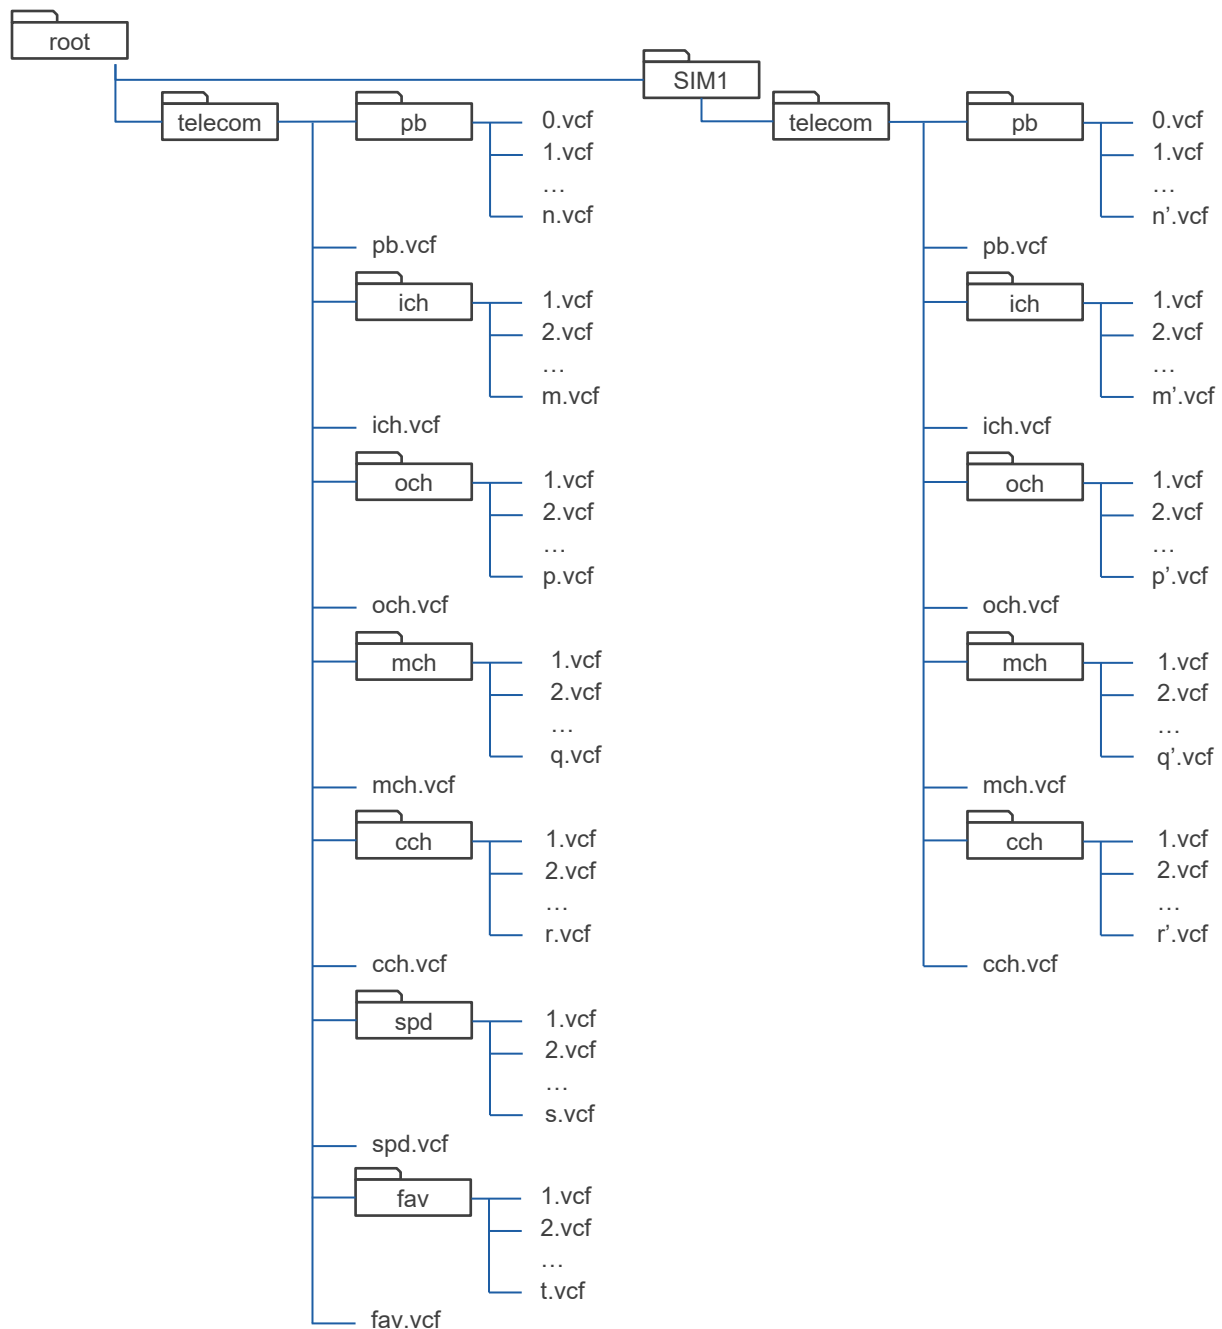 root
SIM1
telecom
pb
0.vcf
1.vcf
…
n.vcf
pb.vcf
ich
1.vcf
2.vcf
…
m.vcf
ich.vcf
och
1.vcf
2.vcf
…
p.vcf
och.vcf
mch
1.vcf
2.vcf
…
q.vcf
mch.vcf
cch
1.vcf
2.vcf
…
r.vcf
cch.vcf
spd
1.vcf
2.vcf
…
s.vcf
spd.vcf
fav
1.vcf
2.vcf
…
t.vcf
fav.vcf
telecom
pb
0.vcf
1.vcf
…
n’.vcf
pb.vcf
ich
1.vcf
2.vcf
…
m’.vcf
ich.vcf
och
1.vcf
2.vcf
…
p’.vcf
och.vcf
mch
1.vcf
2.vcf
…
q’.vcf
mch.vcf
cch
1.vcf
2.vcf
…
r’.vcf
cch.vcf